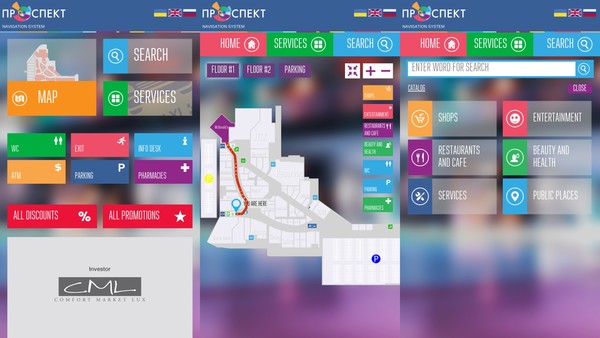 ПРОСПЕКТ
NAVIGATION SYSTEM
SEARCH
MAP
SERVICES
WC
EXIT
INFO DESK
ATM
PARKING
PHARMACIES
ALL DISCOUNTS
ALL PROMOTIONS
Investor
CML
COMFORT MARKET LUX
ПРОСПЕКТ
NAVIGATION SYSTEM
HOME
SERVICES
SEARCH
FLOOR #1
FLOOR #2
PARKING
SHOPS
ENTERTAINMENT
RESTAURANTS
AND CAFE
BEAUTY AND
HEALTH
WC
PARKING
PHARMACIES
ARE HERE
P
ПРОСПЕКТ
NAVIGATION SYSTEM
HOME
SERVICES
SEARCH
ENTER WORD FOR SEARCH
CATALOG
CLOSE
SHOPS
ENTERTAINMENT
RESTAURANTS
AND CAFE
BEAUTY AND
HEALTH
SERVICES
PUBLIC PLACES